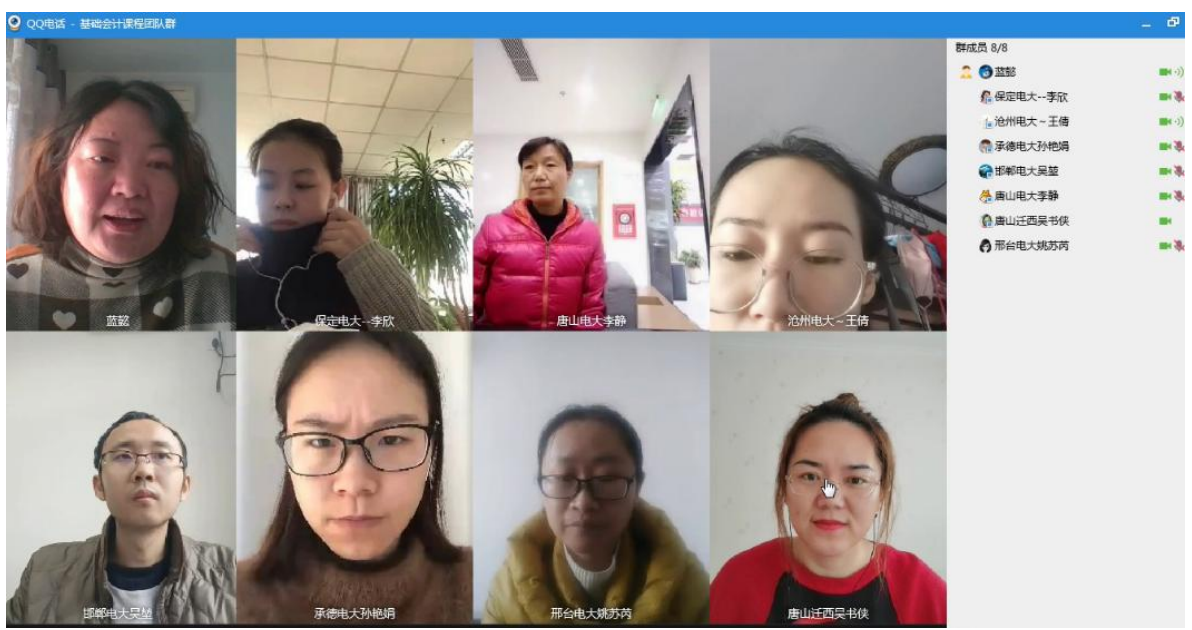 QQ电话 - 基础会计课程团队群
群成员 8/8
蓝懿
保定电大--李欣
沧州电大～王倩
承德电大孙艳娟
邯郸电大吴堃
唐山电大李静
唐山迁西吴书侠
邢台电大姚苏芮
蓝懿
保定电大--李欣
唐山电大李静
沧州电大～王倩
邯郸电大吴堃
承德电大孙艳娟
邢台电大姚苏芮
唐山迁西吴书侠